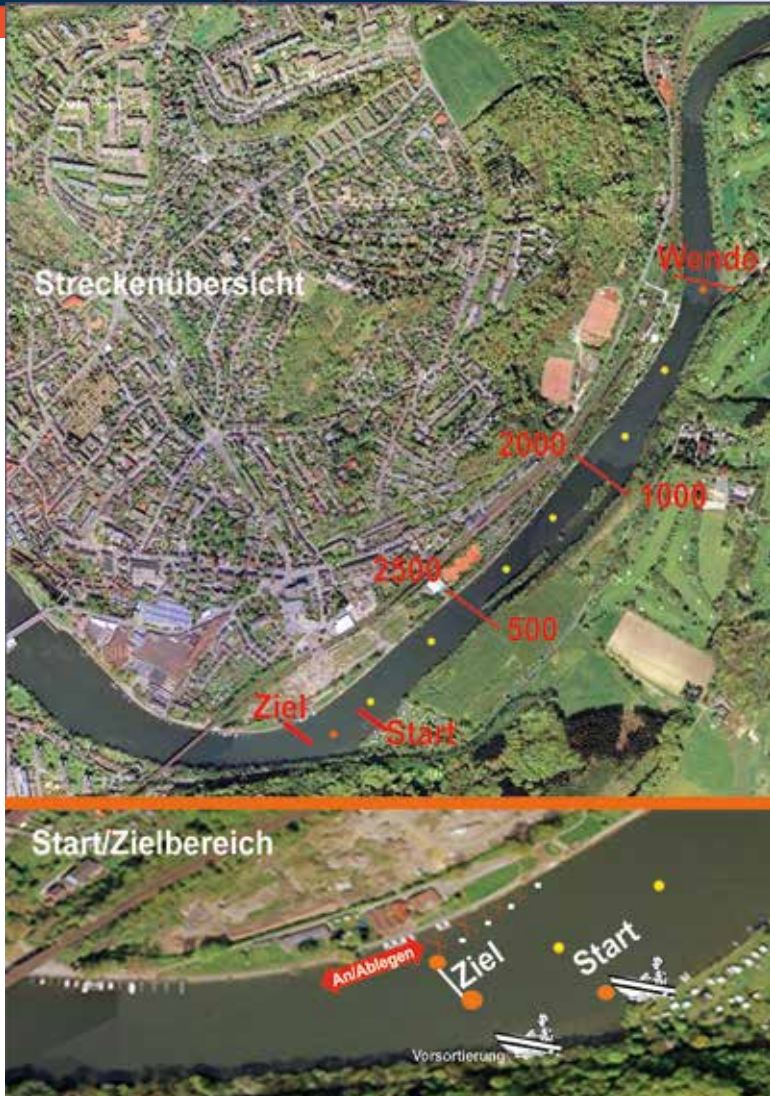 Wende
Streckenübersicht
2000
1000
2500
500
Ziel
Start
Start/Zielbereich
An/Ablegen
Ziel
Start
Vorsortierung